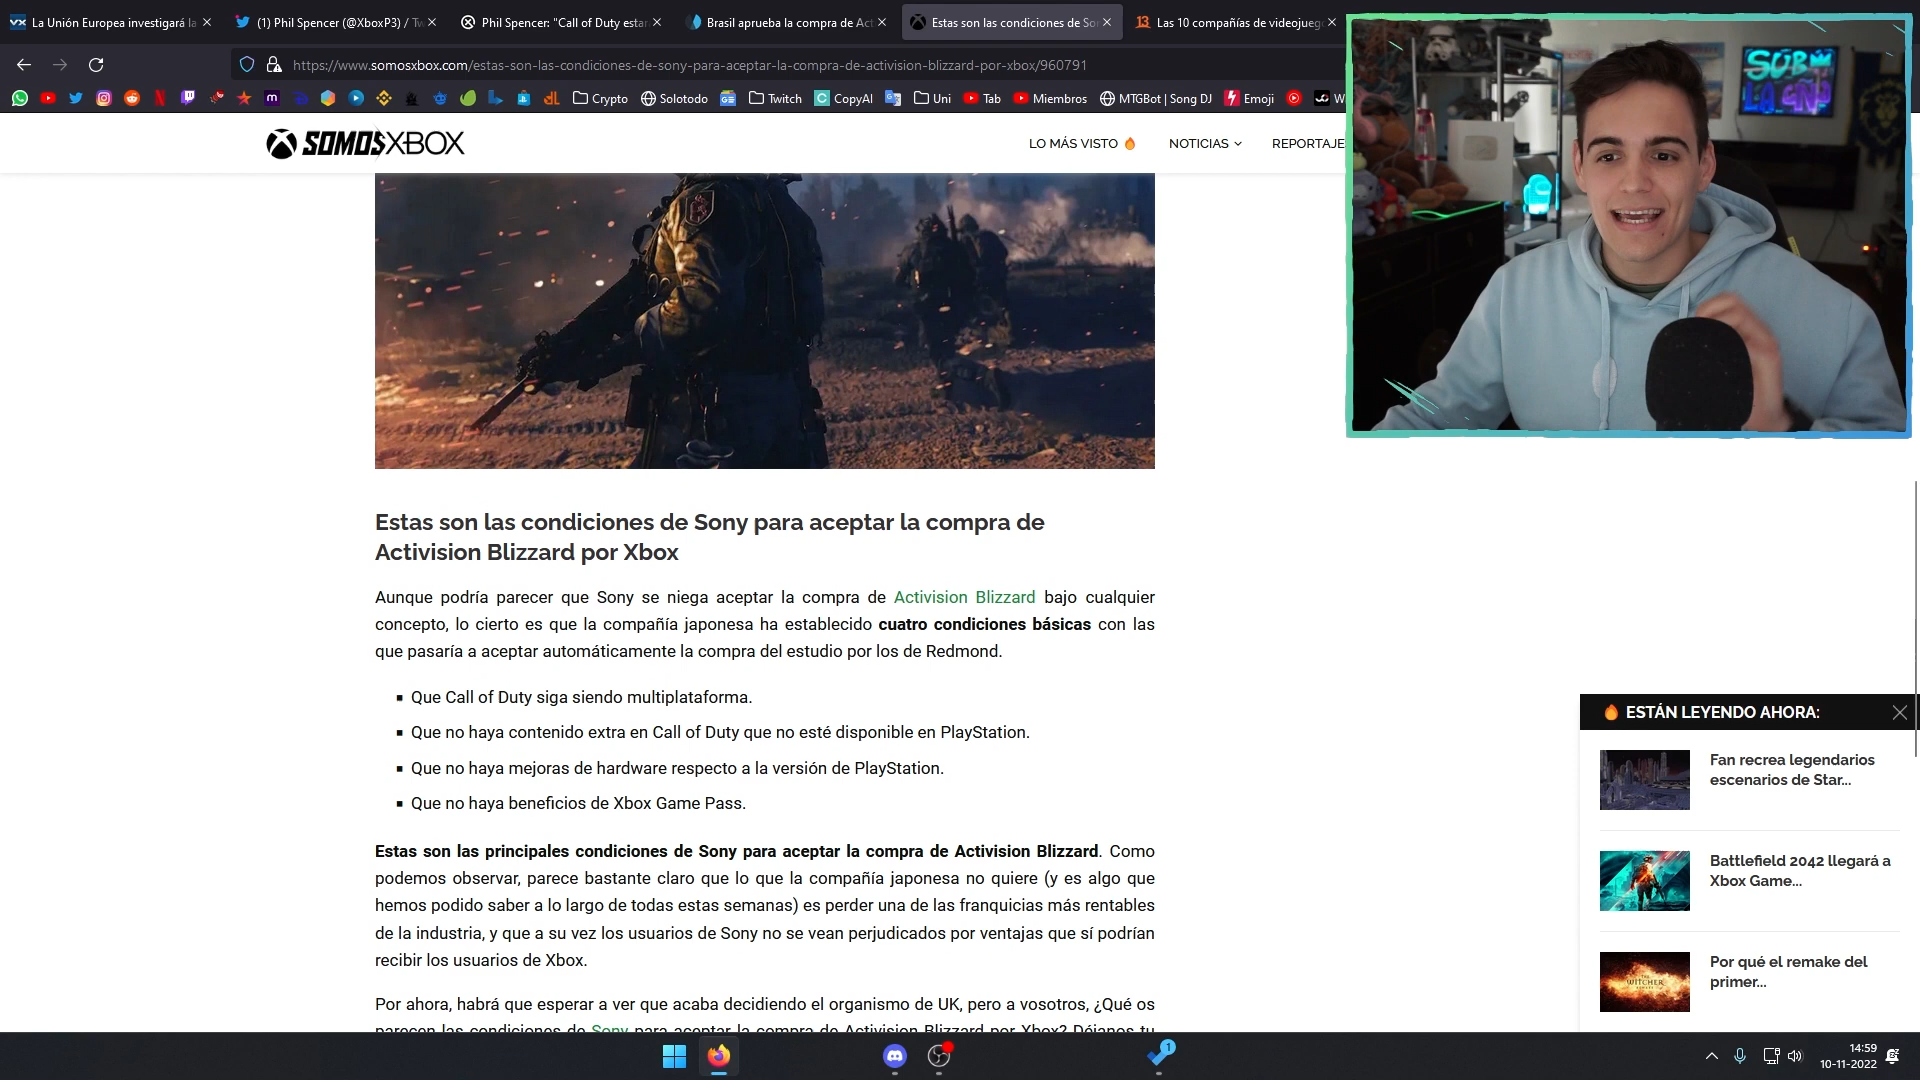 La Unión Europea investigará la
(1) Phil Spencer (@XboxP3) / Tw
Phil Spencer: "Call of Duty estar
Brasil aprueba la compra de Act
Estas son las condiciones de So
Las 10 compañías de videojueg
https://www.somosxbox.com/estas-son-las-condiciones-de-sony-para-aceptar-la-compra-de-activision-blizzard-por-xbox/960791
Crypto
Solotodo
Twitch
CopyAI
Uni
Tab
Miembros
MTGBot | Song DJ
Emoji
W
SOMOSXBOX
LO MÁS VISTO
NOTICIAS
REPORTAJE
SUB
LA GNU
Estas son las condiciones de Sony para aceptar la compra de
Activision Blizzard por Xbox
Aunque podría parecer que Sony se niega aceptar la compra de Activision Blizzard bajo cualquier
concepto, lo cierto es que la compañía japonesa ha establecido cuatro condiciones básicas con las
que pasaría a aceptar automáticamente la compra del estudio por los de Redmond.
Que Call of Duty siga siendo multiplataforma.
Que no haya contenido extra en Call of Duty que no esté disponible en PlayStation.
Que no haya mejoras de hardware respecto a la versión de PlayStation.
Que no haya beneficios de Xbox Game Pass.
Estas son las principales condiciones de Sony para aceptar la compra de Activision Blizzard. Como
podemos observar, parece bastante claro que lo que la compañía japonesa no quiere (y es algo que
hemos podido saber a lo largo de todas estas semanas) es perder una de las franquicias más rentables
de la industria, y que a su vez los usuarios de Sony no se vean perjudicados por ventajas que sí podrían
recibir los usuarios de Xbox.
Por ahora, habrá que esperar a ver que acaba decidiendo el organismo de UK, pero a vosotros, ¿Qué os
parecen las condiciones de Sony para aceptar la compra de Activision Blizzard por Xbox? Déjanos tu
ESTÁN LEYENDO AHORA:
Fan recrea legendarios
escenarios de Star...
Battlefield 2042 llegará a
Xbox Game...
Por qué el remake del
primer...
THE
WITCHER
1
14:59
10-11-2022